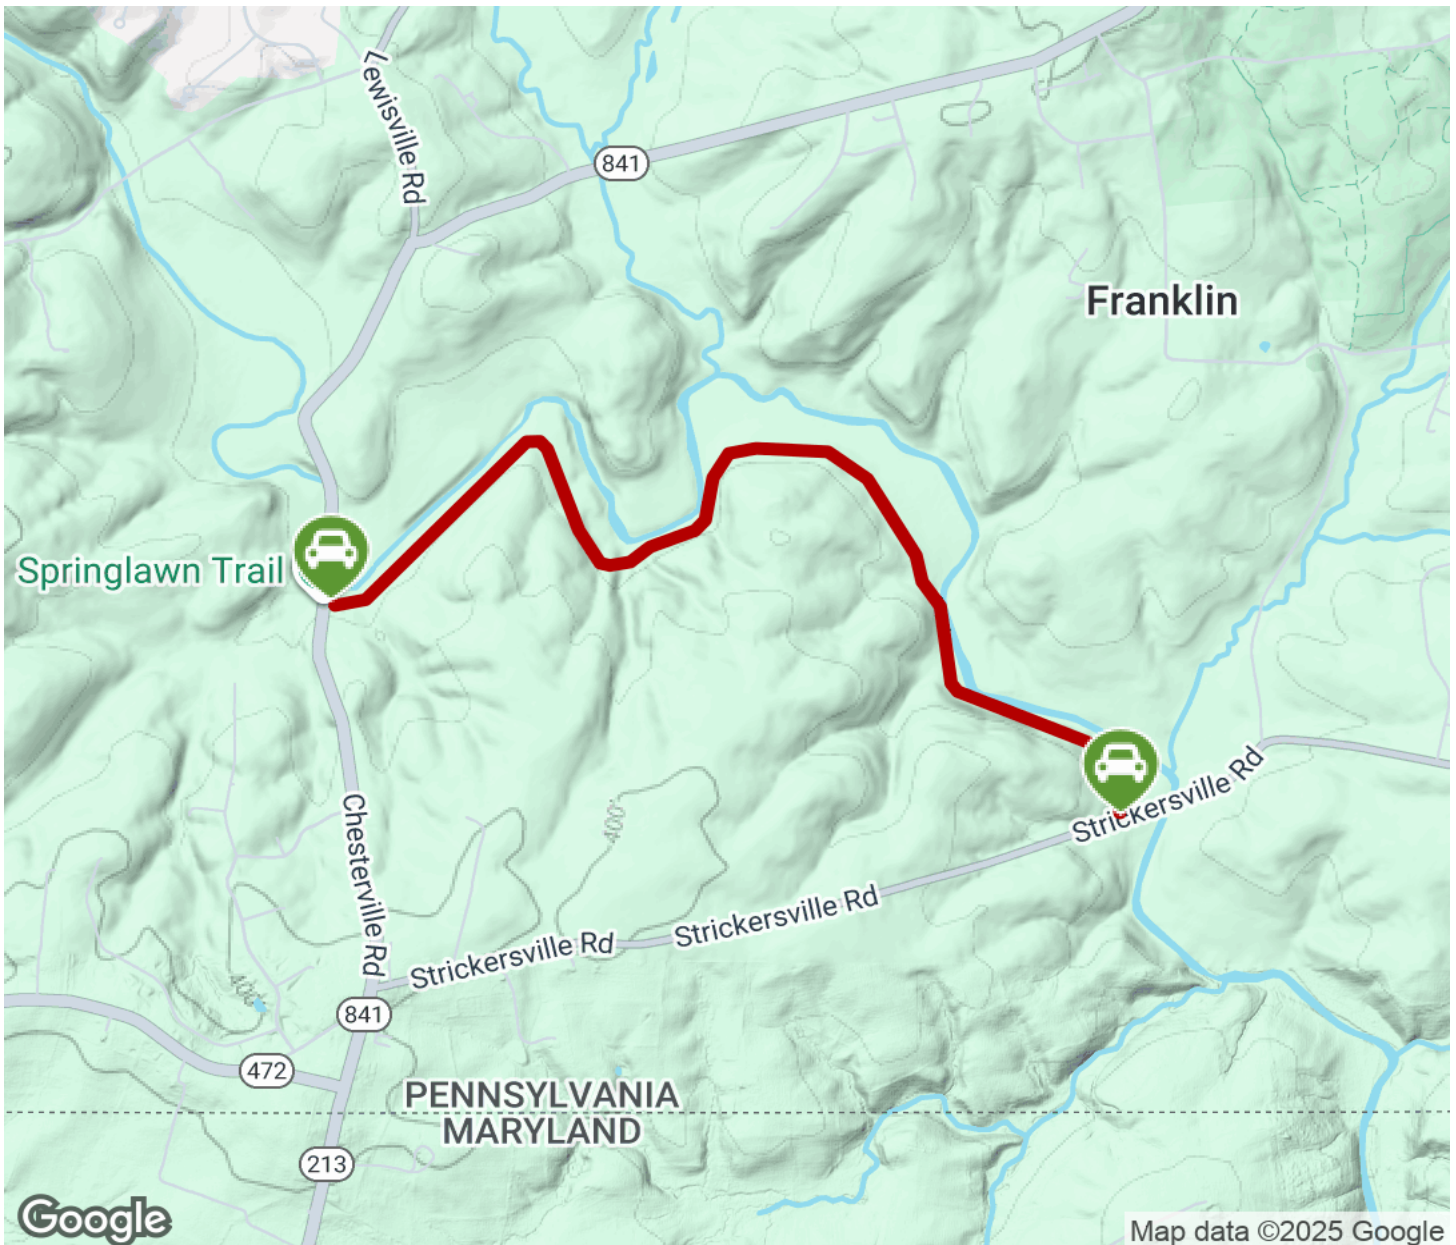 Lewisville Rd
841
Franklin
Springlawn Trail
Strickersville Rd
400
Chesterville Rd
Strickersville Rd
Strickersville Rd
400
841
472
PENNSYLVANIA
MARYLAND
213
Google
Map data ©2025 Google